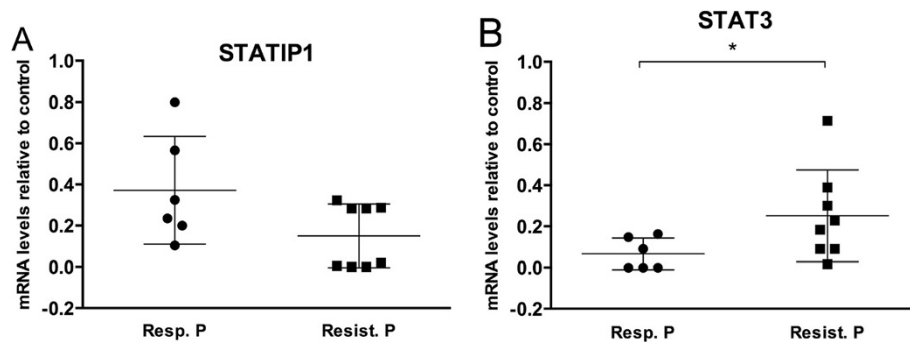 A
STATIP1
mRNA levels relative to control
1.0
0.8
0.6
0.4
0.2
0.0
-0.2
Resp. P
Resist. P
B
STAT3
*
mRNA levels relative to control
1.0
0.8
0.6
0.4
0.2
0.0
-0.2
Resp. P
Resist. P